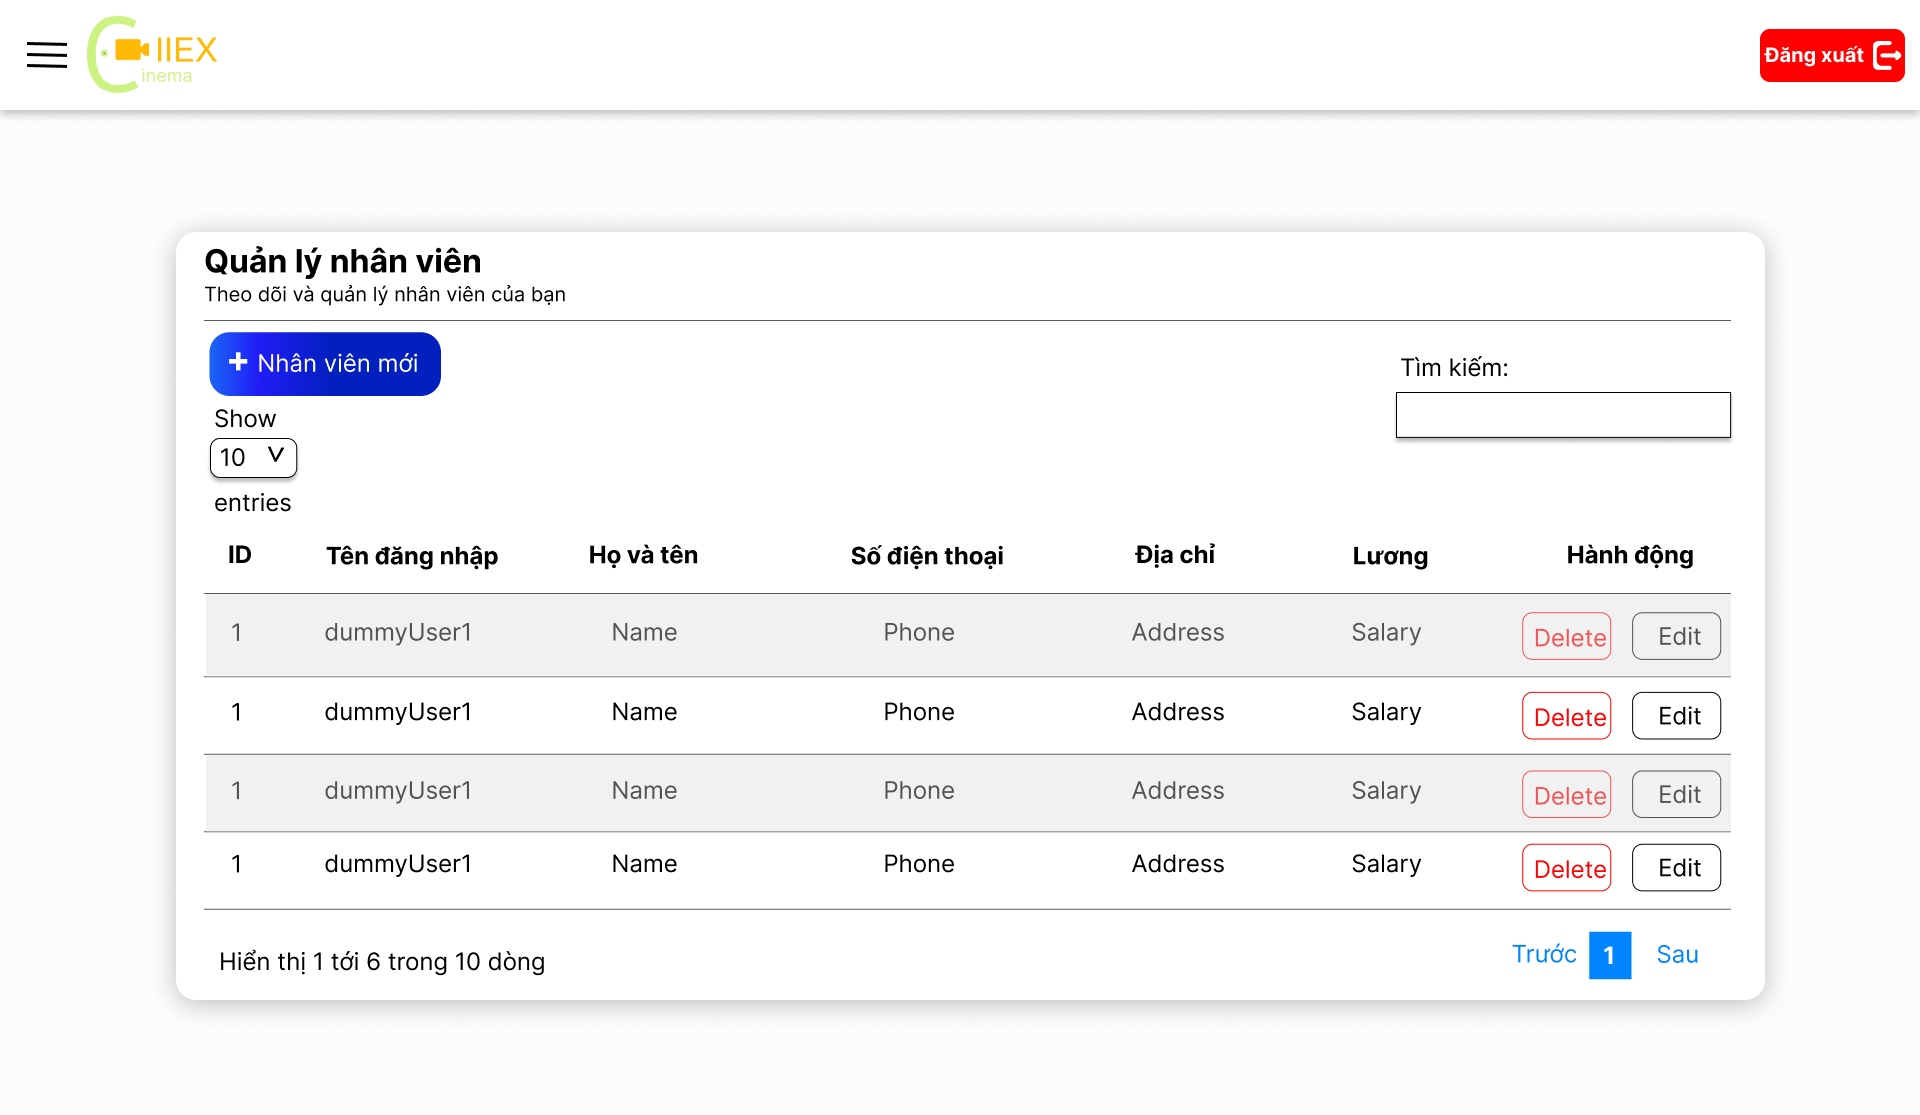 IIEX
inema
Đăng xuất
Quản lý nhân viên
Theo dõi và quản lý nhân viên của bạn
+ Nhân viên mới
Tìm kiếm:
Show
10
entries
ID Tên đăng nhập Họ và tên Số điện thoại Địa chỉ Lương Hành động
1 dummyUser1 Name Phone Address Salary Delete Edit
1 dummyUser1 Name Phone Address Salary Delete Edit
1 dummyUser1 Name Phone Address Salary Delete Edit
1 dummyUser1 Name Phone Address Salary Delete Edit
Hiển thị 1 tới 6 trong 10 dòng
Trước 1 Sau